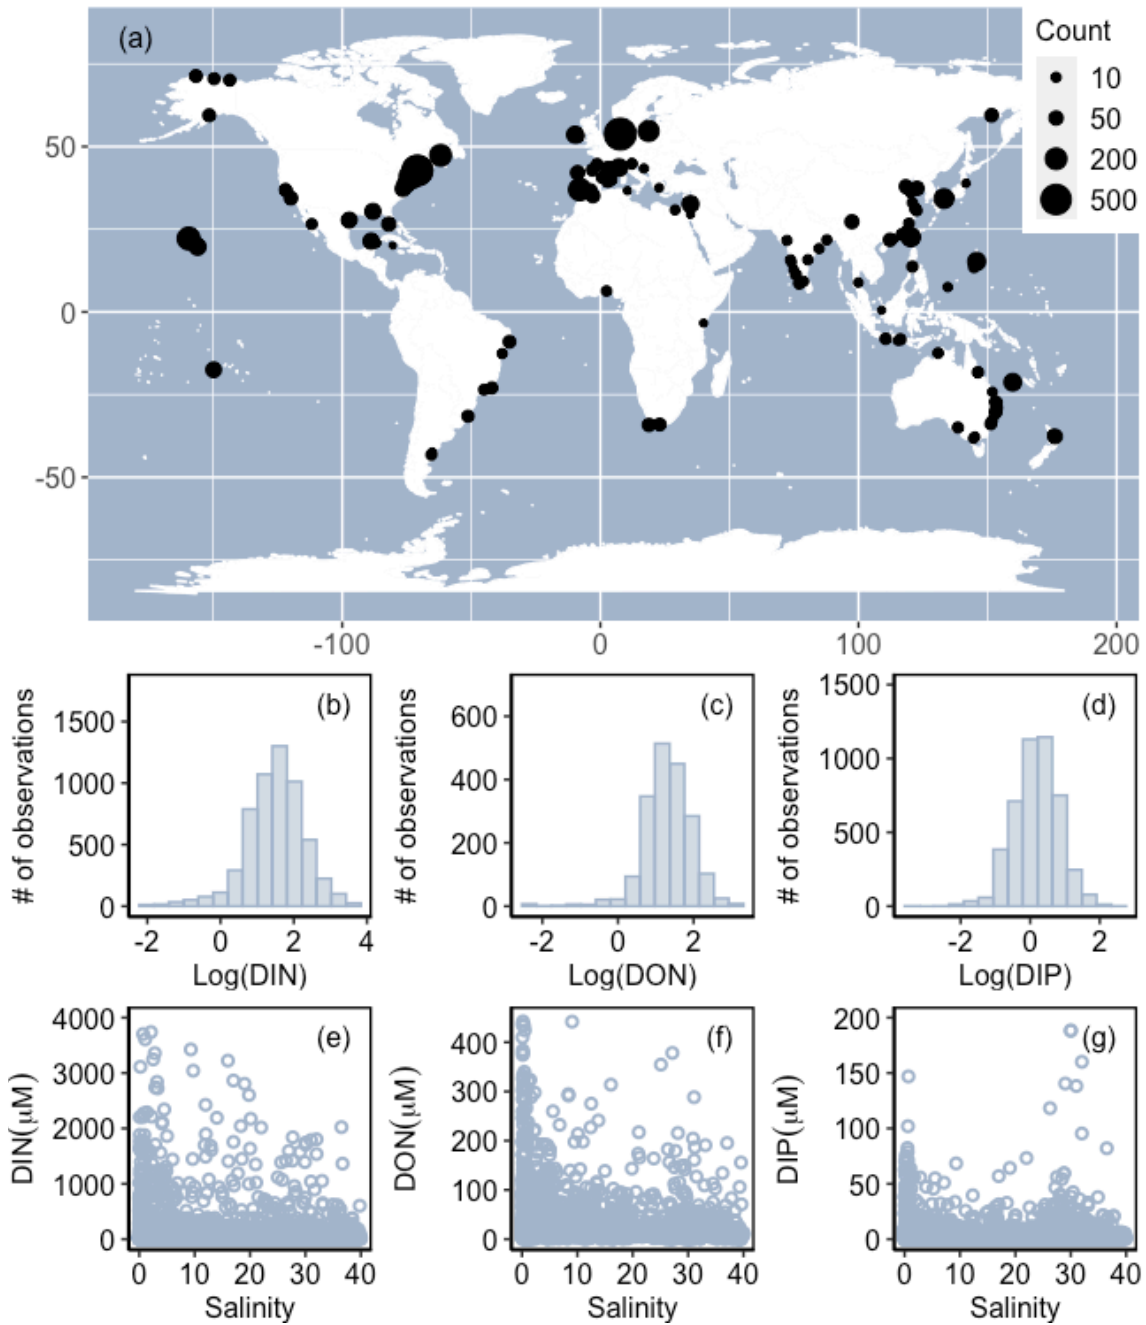 (a)
Count
10
50
200
500
50
0
-50
-100 0 100 200
# of observations
1500
1000
500
0
(b)
-2 0 2 4
Log(DIN)
# of observations
600
400
200
0
(c)
-2 0 2
Log(DON)
# of observations
1500
1000
500
0
(d)
-2 0 2
Log(DIP)
DIN(μM)
4000
3000
2000
1000
0
(e)
0 10 20 30 40
Salinity
DON(μM)
400
300
200
100
0
(f)
0 10 20 30 40
Salinity
DIP(μM)
200
150
100
50
0
(g)
0 10 20 30 40
Salinity